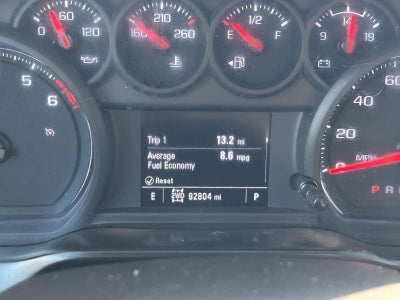 60
0 120
210
160 260
1/2
E F
14
9 19
5
6
Trip 1 13.2 mi
Average 8.6 mpg
Fuel Economy
Reset
E 2WD 92804 mi P
60
40
20
0 MPH
P R